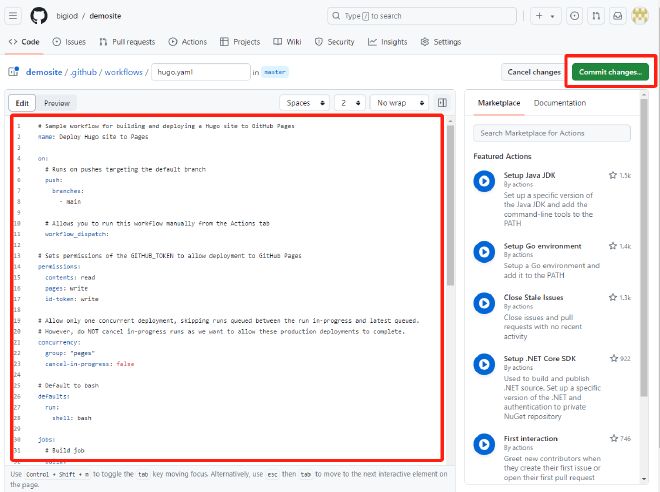 bigiod / demosite
Type / to search
Code
Issues
Pull requests
Actions
Projects
Wiki
Security
Insights
Settings
demosite / .github / workflows / hugo.yaml in master
Cancel changes
Commit changes...
Edit
Preview
Spaces
2
No wrap
1 # Sample workflow for building and deploying a Hugo site to GitHub Pages
2 name: Deploy Hugo site to Pages
3
4 on:
5 # Runs on pushes targeting the default branch
6 push:
7 branches:
8 - main
9
10 # Allows you to run this workflow manually from the Actions tab
11 workflow_dispatch:
12
13 # Sets permissions of the GITHUB_TOKEN to allow deployment to GitHub Pages
14 permissions:
15 contents: read
16 pages: write
17 id-token: write
18
19 # Allow only one concurrent deployment, skipping runs queued between the run in-progress and latest queued.
20 # However, do NOT cancel in-progress runs as we want to allow these production deployments to complete.
21 concurrency:
22 group: "pages"
23 cancel-in-progress: false
24
25 # Default to bash
26 defaults:
27 run:
28 shell: bash
29
30 jobs:
31 # Build job
Use Control + Shift + m to toggle the tab key moving focus. Alternatively, use esc then tab to move to the next interactive element on
the page.
Marketplace
Documentation
Search Marketplace for Actions
Featured Actions
Setup Java JDK
1.5k
By actions
Set up a specific version of
the Java JDK and add the
command-line tools to the
PATH
Setup Go environment
1.4k
By actions
Setup a Go environment and
add it to the PATH
Close Stale Issues
1.3k
By actions
Close issues and pull
requests with no recent
activity
Setup .NET Core SDK
922
By actions
Used to build and publish
.NET source. Set up a specific
version of the .NET and
authentication to private
NuGet repository
First interaction
746
By actions
Greet new contributors when
they create their first issue or
open their first pull request